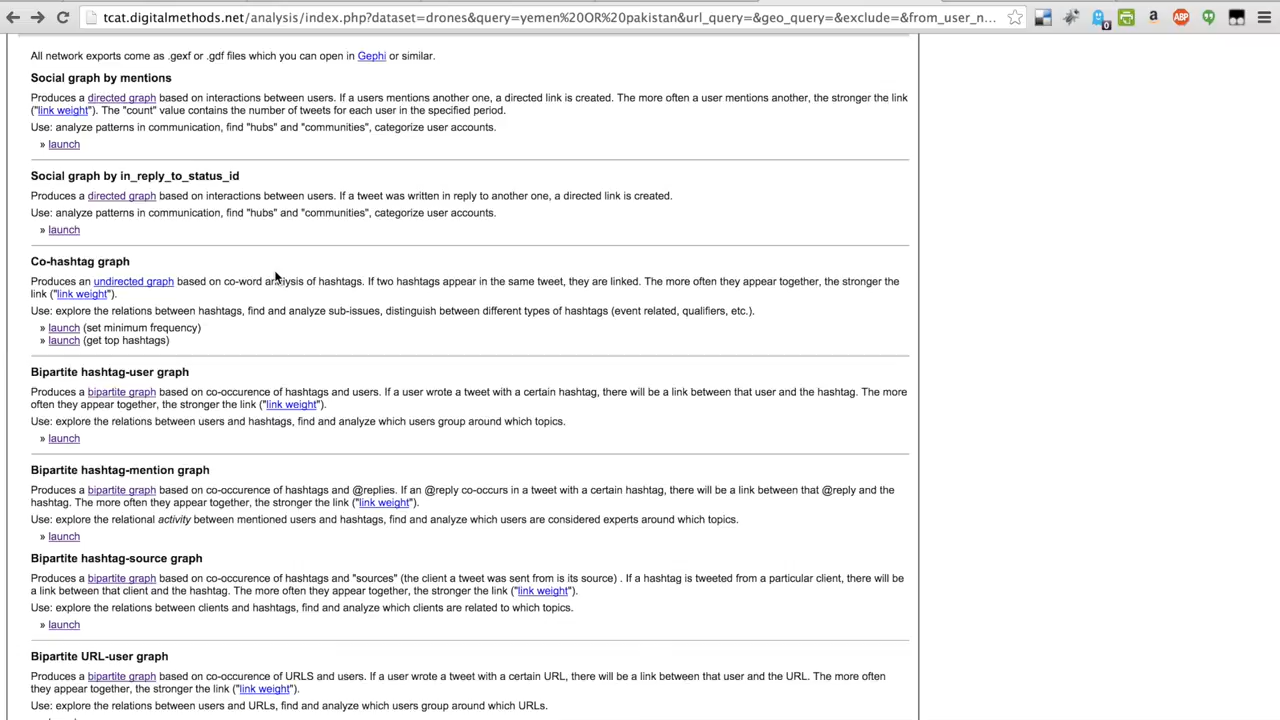 tcat.digitalmethods.net/analysis/index.php?dataset=drones&query=yemen%20OR%20pakistan&url_query=&geo_query=&exclude=&from_user_n...
0
a
ABP
All network exports come as .gexf or .gdf files which you can open in Gephi or similar.
Social graph by mentions
Produces a directed graph based on interactions between users. If a users mentions another one, a directed link is created. The more often a user mentions another, the stronger the link
("link weight"). The "count" value contains the number of tweets for each user in the specified period.
Use: analyze patterns in communication, find "hubs" and "communities", categorize user accounts.
» launch
Social graph by in_reply_to_status_id
Produces a directed graph based on interactions between users. If a tweet was written in reply to another one, a directed link is created.
Use: analyze patterns in communication, find "hubs" and "communities", categorize user accounts.
» launch
Co-hashtag graph
Produces an undirected graph based on co-word analysis of hashtags. If two hashtags appear in the same tweet, they are linked. The more often they appear together, the stronger the
link ("link weight").
Use: explore the relations between hashtags, find and analyze sub-issues, distinguish between different types of hashtags (event related, qualifiers, etc.).
» launch (set minimum frequency)
» launch (get top hashtags)
Bipartite hashtag-user graph
Produces a bipartite graph based on co-occurence of hashtags and users. If a user wrote a tweet with a certain hashtag, there will be a link between that user and the hashtag. The more
often they appear together, the stronger the link ("link weight").
Use: explore the relations between users and hashtags, find and analyze which users group around which topics.
» launch
Bipartite hashtag-mention graph
Produces a bipartite graph based on co-occurence of hashtags and @replies. If an @reply co-occurs in a tweet with a certain hashtag, there will be a link between that @reply and the
hashtag. The more often they appear together, the stronger the link ("link weight").
Use: explore the relational activity between mentioned users and hashtags, find and analyze which users are considered experts around which topics.
» launch
Bipartite hashtag-source graph
Produces a bipartite graph based on co-occurence of hashtags and "sources" (the client a tweet was sent from is its source) . If a hashtag is tweeted from a particular client, there will be
a link between that client and the hashtag. The more often they appear together, the stronger the link ("link weight").
Use: explore the relations between clients and hashtags, find and analyze which clients are related to which topics.
» launch
Bipartite URL-user graph
Produces a bipartite graph based on co-occurence of URLS and users. If a user wrote a tweet with a certain URL, there will be a link between that user and the URL. The more
often they appear together, the stronger the link ("link weight").
Use: explore the relations between users and URLs, find and analyze which users group around which URLs.